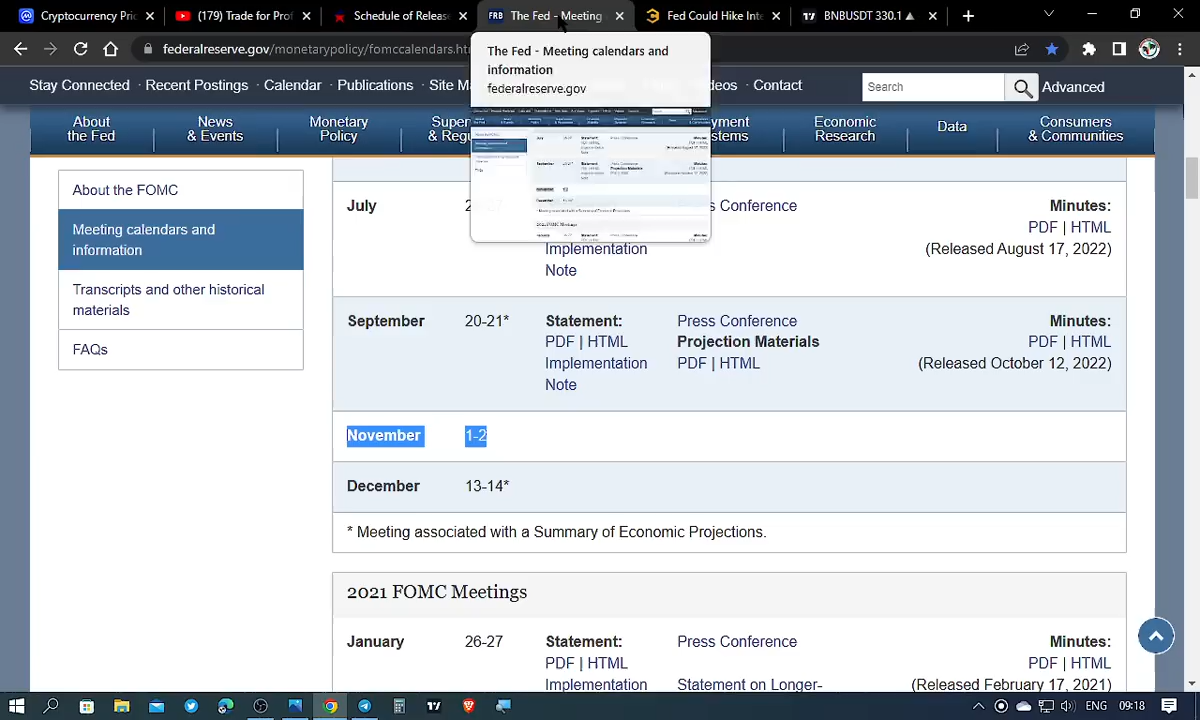 Cryptocurrency Pric
(179) Trade for Prof
Schedule of Release
FRB The Fed - Meeting
Fed Could Hike Inte
BNBUSDT 330.1
federalreserve.gov/monetarypolicy/fomccalendars.ht
The Fed - Meeting calendars and
information
federalreserve.gov
Stay Connected · Recent Postings · Calendar · Publications · Site
· Contact
Search
Advanced
About
the Fed
News
& Events
Monetary
Policy
Economic
Research
Data
Consumers
& Communities
About the FOMC
Meeting calendars and
information
Transcripts and other historical
materials
FAQs
July
Press Conference
Minutes:
PDF | HTML
Implementation
(Released August 17, 2022)
Note
September 20-21* Statement: Press Conference Minutes:
PDF | HTML Projection Materials PDF | HTML
Implementation PDF | HTML (Released October 12, 2022)
Note
November 1-2
December 13-14*
* Meeting associated with a Summary of Economic Projections.
2021 FOMC Meetings
January 26-27 Statement: Press Conference Minutes:
PDF | HTML PDF | HTML
Implementation Statement on Longer- (Released February 17, 2021)
ENG 09:18